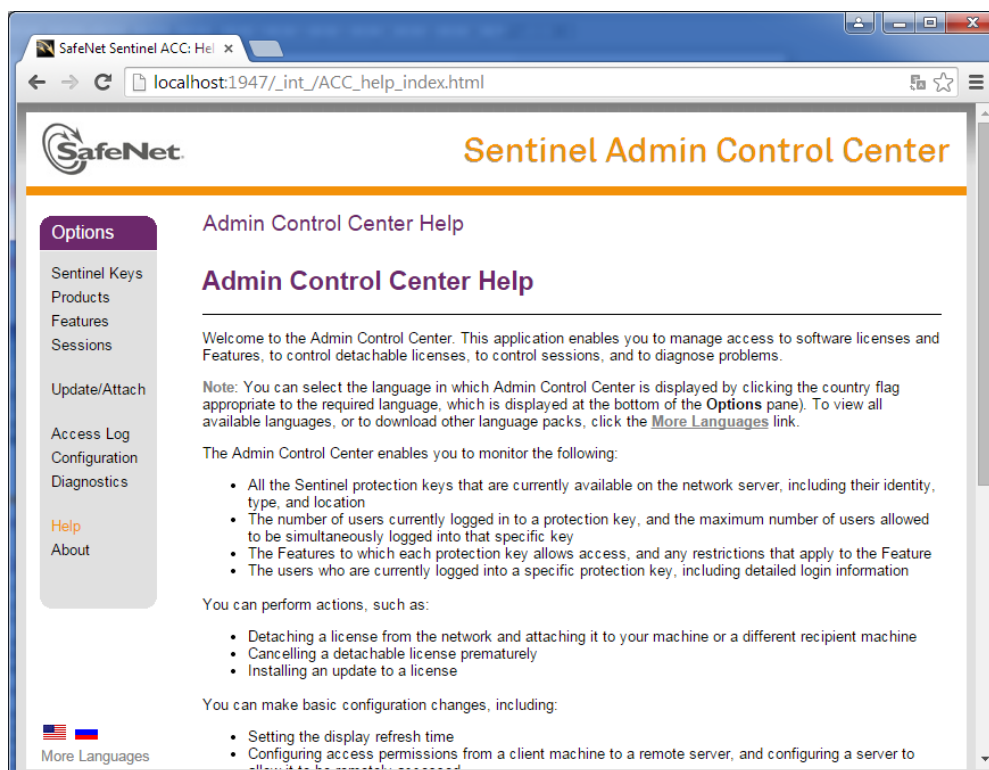 SafeNet Sentinel ACC: Hel
localhost:1947/_int_/ACC_help_index.html
SafeNet.
Sentinel Admin Control Center
Options
Sentinel Keys
Products
Features
Sessions
Update/Attach
Access Log
Configuration
Diagnostics
Help
About
More Languages
Admin Control Center Help
Admin Control Center Help
Welcome to the Admin Control Center. This application enables you to manage access to software licenses and
Features, to control detachable licenses, to control sessions, and to diagnose problems.
Note: You can select the language in which Admin Control Center is displayed by clicking the country flag
appropriate to the required language, which is displayed at the bottom of the Options pane). To view all
available languages, or to download other language packs, click the More Languages link.
The Admin Control Center enables you to monitor the following:
• All the Sentinel protection keys that are currently available on the network server, including their identity,
type, and location
• The number of users currently logged in to a protection key, and the maximum number of users allowed
to be simultaneously logged into that specific key
• The Features to which each protection key allows access, and any restrictions that apply to the Feature
• The users who are currently logged into a specific protection key, including detailed login information
You can perform actions, such as:
• Detaching a license from the network and attaching it to your machine or a different recipient machine
• Cancelling a detachable license prematurely
• Installing an update to a license
You can make basic configuration changes, including:
• Setting the display refresh time
• Configuring access permissions from a client machine to a remote server, and configuring a server to
allow it to be remotely accessed